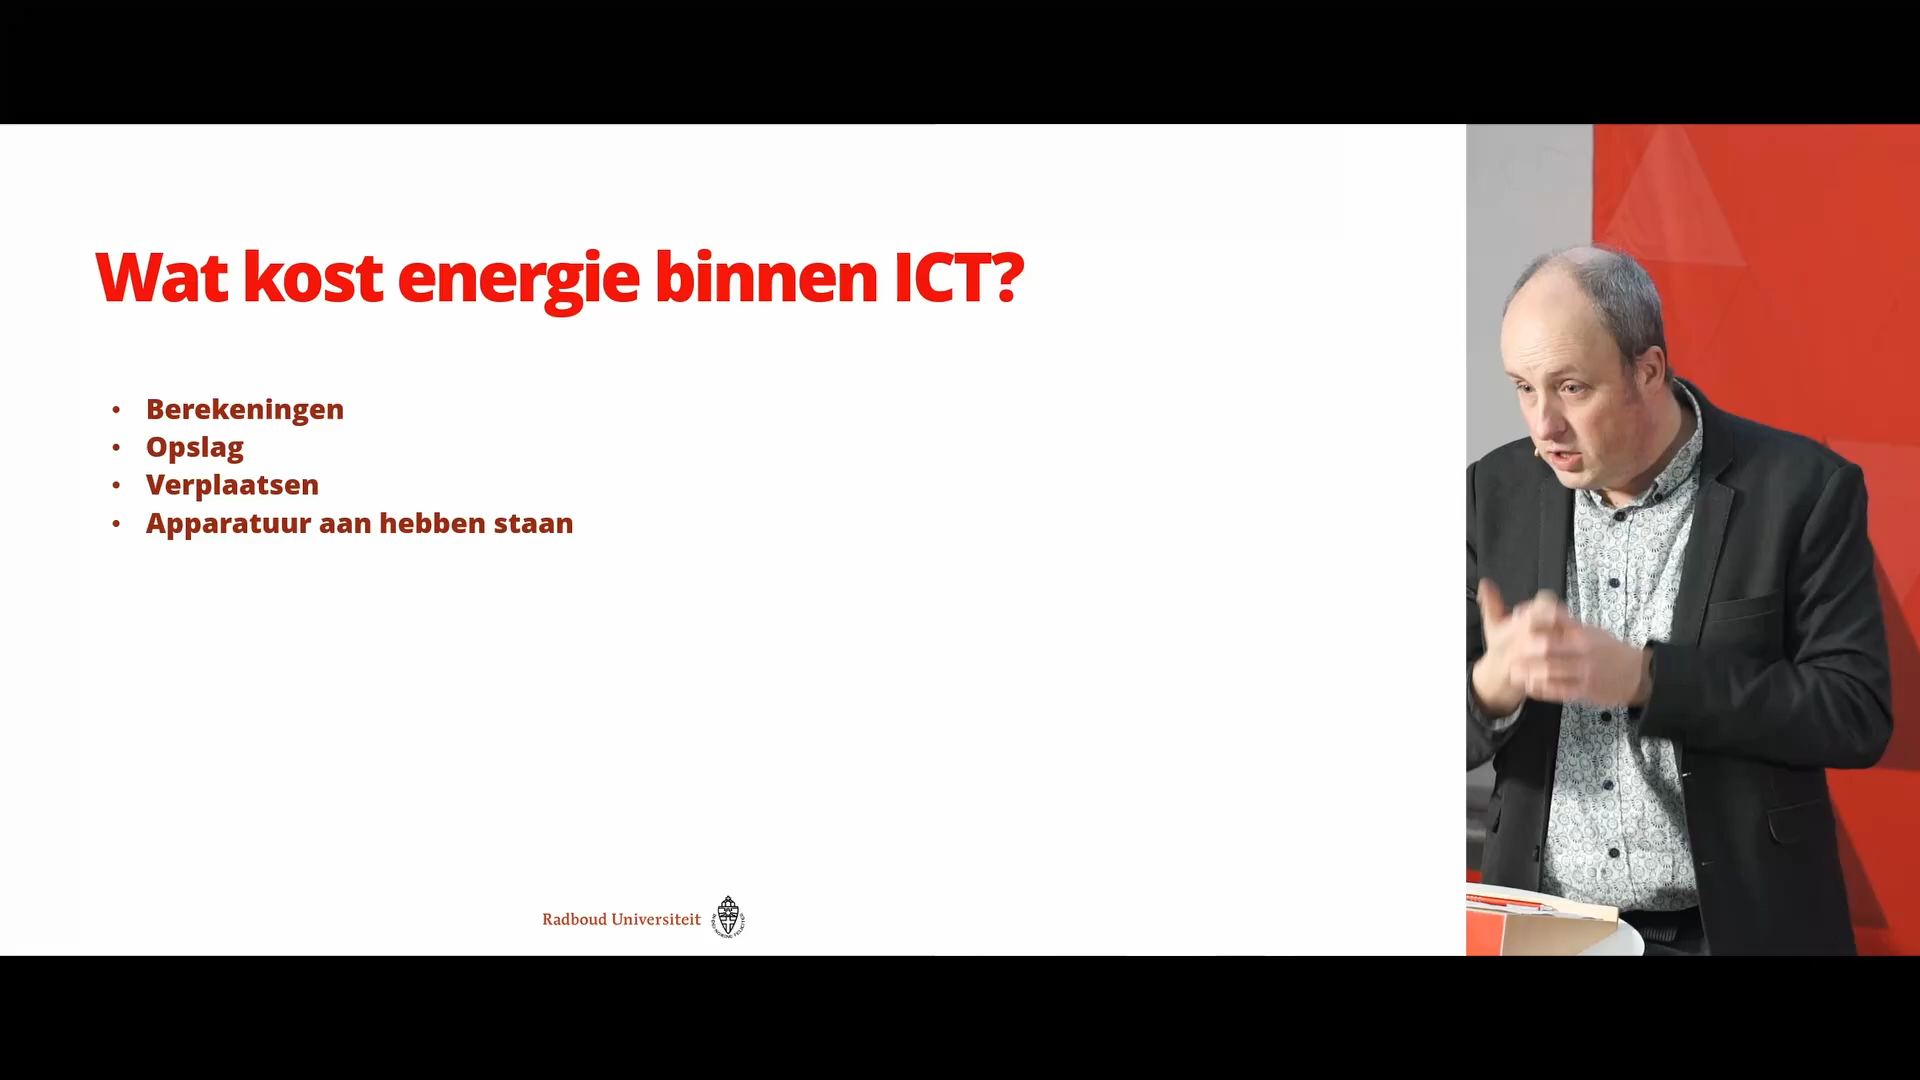 Wat kost energie binnen ICT?
• Berekeningen
• Opslag
• Verplaatsen
• Apparatuur aan hebben staan
Radboud Universiteit